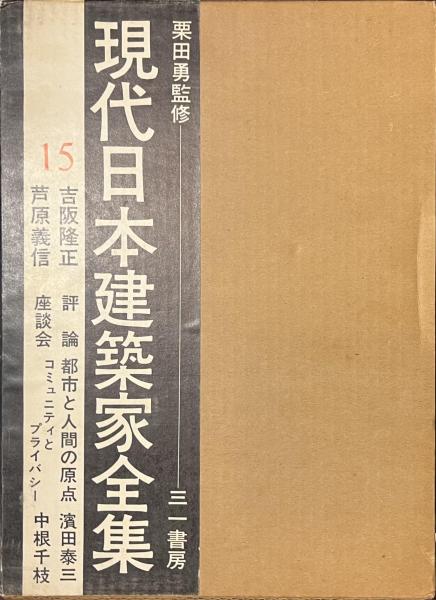 栗田勇監修
三一書房
現代日本建築家全集
15
吉阪隆正
芦原義信
評論 都市と人間の原点 濱田泰三
座談会 コミュニティと
プライバシー 中根千枝